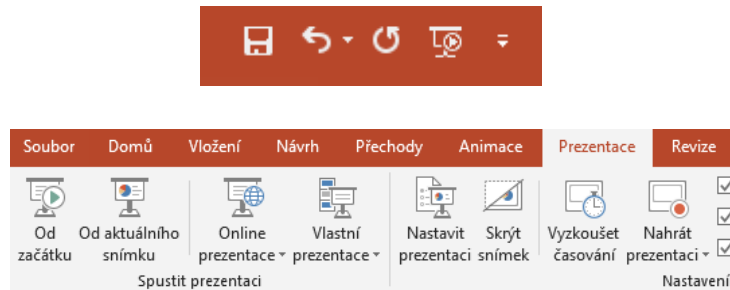 Soubor Domů Vložení Návrh Přechody Animace Prezentace Revize
Od začátku
Od aktuálního snímku
Online prezentace
Vlastní prezentace
Nastavit prezentaci
Skrýt snímek
Vyzkoušet časování
Nahrát prezentaci
Spustit prezentaci
Nastavení